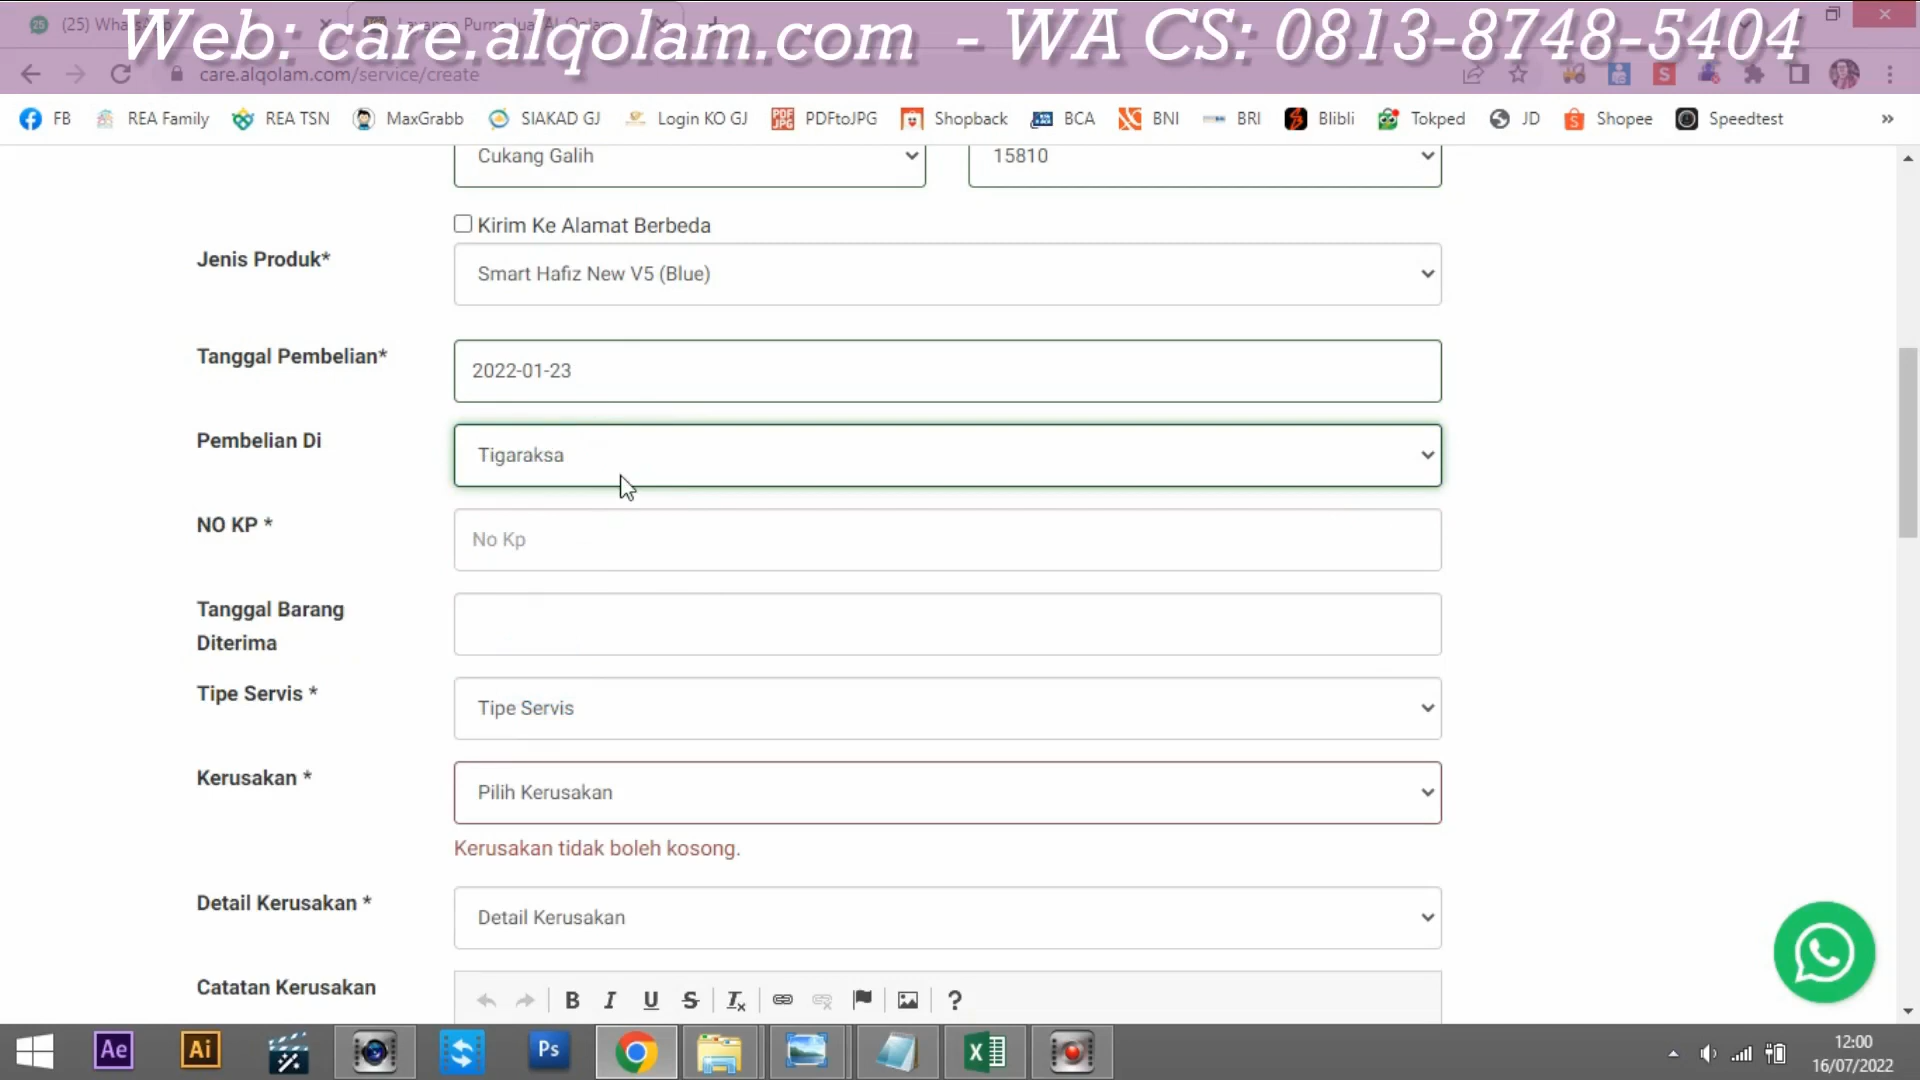 Web: care.alqolam.com - WA CS: 0813-8748-5404
care.alqolam.com/service/create
FB REA Family REA TSN MaxGrabb SIAKAD GJ Login KO GJ PDFtoJPG Shopback BCA BNI BRI Blibli Tokped JD Shopee Speedtest »
Cukang Galih 15810
Kirim Ke Alamat Berbeda
Jenis Produk* Smart Hafiz New V5 (Blue)
Tanggal Pembelian* 2022-01-23
Pembelian Di Tigaraksa
NO KP * No Kp
Tanggal Barang
Diterima
Tipe Servis * Tipe Servis
Kerusakan * Pilih Kerusakan
Kerusakan tidak boleh kosong.
Detail Kerusakan * Detail Kerusakan
Catatan Kerusakan B I U S Tx ?
Ae Ai Ps X
12:00
16/07/2022